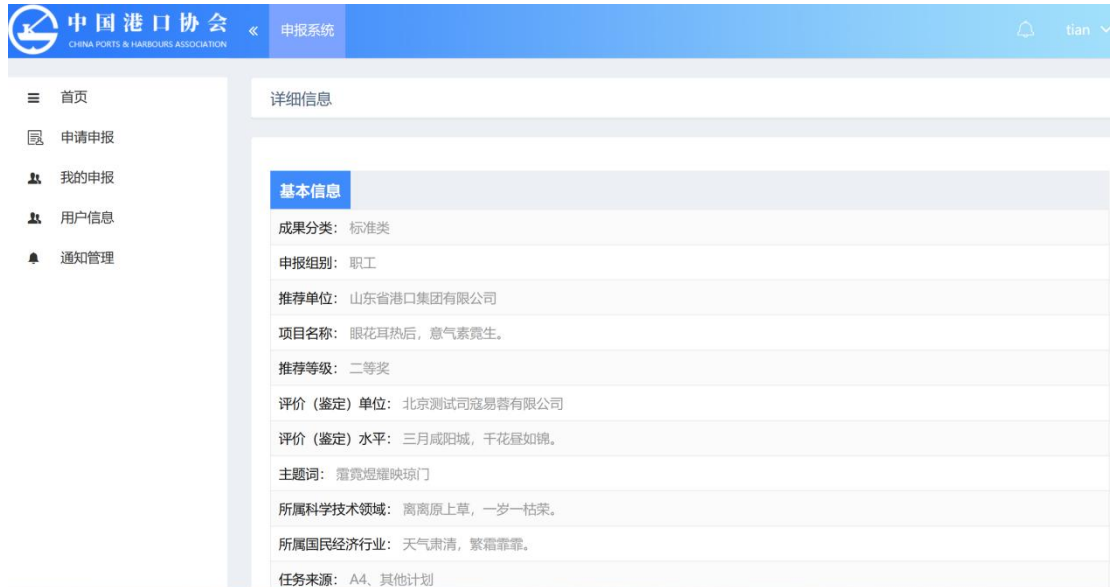 中国港口协会
CHINA PORTS & HARBOURS ASSOCIATION
«
申报系统
tian
首页
申请申报
我的申报
用户信息
通知管理
详细信息
基本信息
成果分类： 标准类
申报组别： 职工
推荐单位： 山东省港口集团有限公司
项目名称： 眼花耳热后，意气素霓生。
推荐等级： 二等奖
评价（鉴定）单位： 北京测试司寇易蓉有限公司
评价（鉴定）水平： 三月咸阳城，千花昼如锦。
主题词： 霱霓煜耀映琼门
所属科学技术领域： 离离原上草，一岁一枯荣。
所属国民经济行业： 天气肃清，繁霜霏霏。
任务来源： A4、其他计划